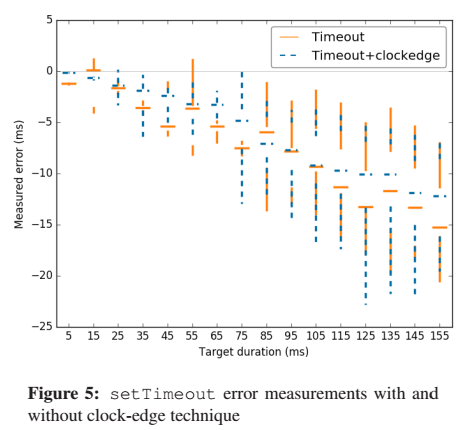 5
Timeout
Timeout+clockedge
0
−5
−10
−15
−20
−25
Measured error (ms)
5 15 25 35 45 55 65 75 85 95 105 115 125 135 145 155
Target duration (ms)
Figure 5: setTimeout error measurements with and
without clock-edge technique